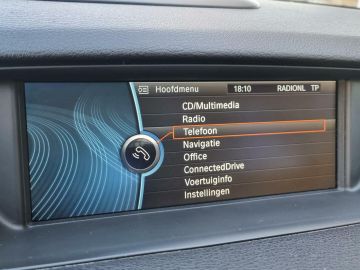 Hoofdmenu 18:10 RADIONL TP
CD/Multimedia
Radio
Telefoon
Navigatie
Office
ConnectedDrive
Voertuiginfo
Instellingen